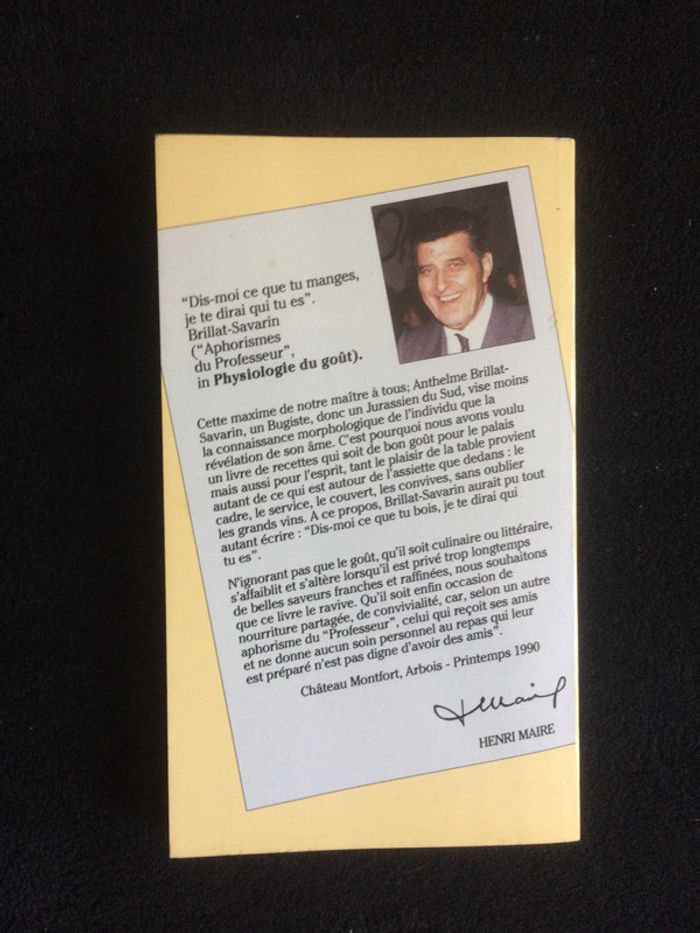 "Dis-moi ce que tu manges,
je te dirai qui tu es".
Brillat-Savarin
("Aphorismes
du Professeur",
in Physiologie du goût).
Cette maxime de notre maître à tous; Anthelme Brillat-
Savarin, un Bugiste, donc un Jurassien du Sud, vise moins
la connaissance morphologique de l'individu que la
révélation de son âme. C'est pourquoi nous avons voulu
un livre de recettes qui soit de bon goût pour le palais
mais aussi pour l'esprit, tant le plaisir de la table provient
autant de ce qui est autour de l'assiette que dedans : le
cadre, le service, le couvert, les convives, sans oublier
les grands vins. A ce propos, Brillat-Savarin aurait pu tout
autant écrire : "Dis-moi ce que tu bois, je te dirai qui
tu es".
N'ignorant pas que le goût, qu'il soit culinaire ou littéraire,
s'affaiblit et s'altère lorsqu'il est privé trop longtemps
de belles saveurs franches et raffinées, nous souhaitons
que ce livre le ravive. Qu'il soit enfin occasion de
nourriture partagée, de convivialité, car, selon un autre
aphorisme du "Professeur", celui qui reçoit ses amis
et ne donne aucun soin personnel au repas qui leur
est préparé n'est pas digne d'avoir des amis".
Château Montfort, Arbois - Printemps 1990
HENRI MAIRE